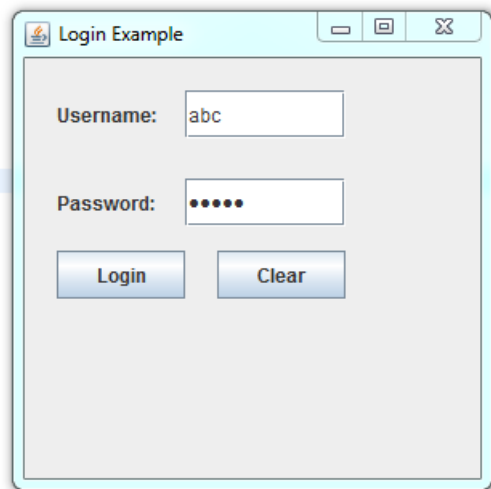 Login Example
Username: abc
Password: •••••
Login Clear